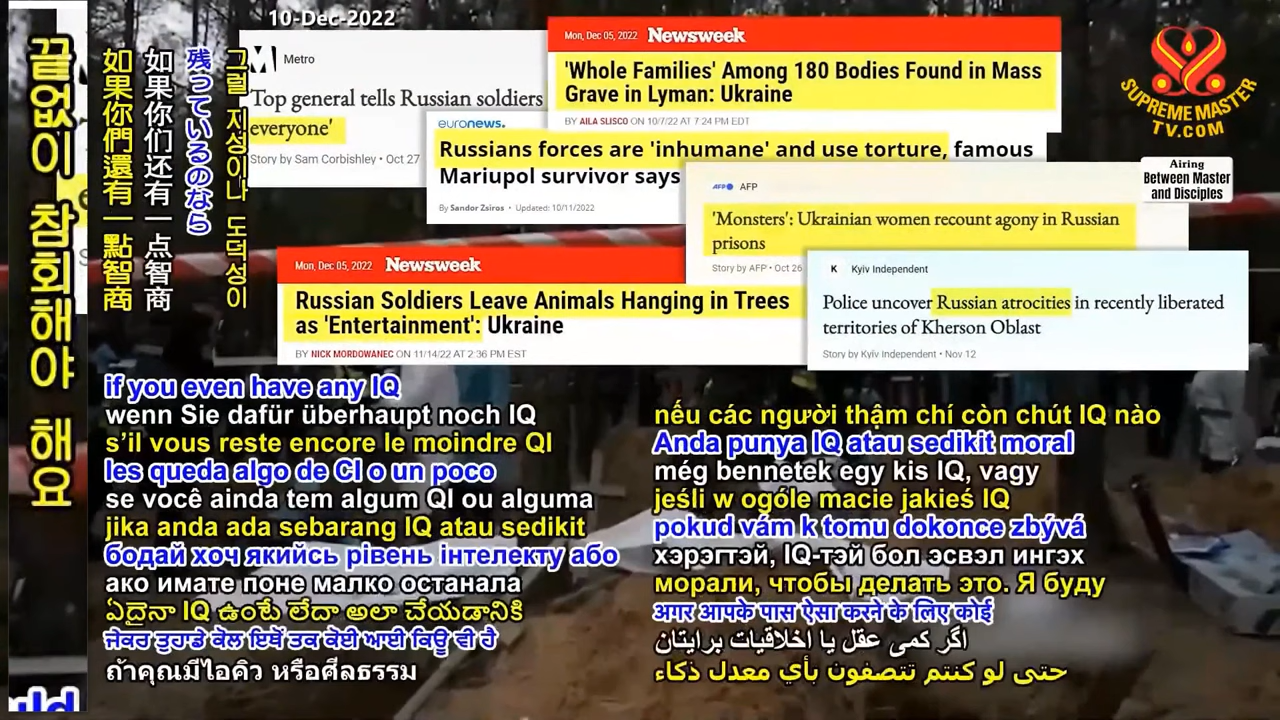 10-Dec-2022
끝없이 참회해야 해요
如果你們還有一點智商
如果你们还有一点智商
残っているのなら
그럴 지성이나 도덕성이
Metro
'Top general tells Russian soldiers
everyone'
Story by Sam Corbishley • Oct 27
Mon, Dec 05, 2022 Newsweek
'Whole Families' Among 180 Bodies Found in Mass
Grave in Lyman: Ukraine
BY AILA SLISCO ON 10/7/22 AT 7:24 PM EDT
euronews.
Russians forces are 'inhumane' and use torture, famous
Mariupol survivor says
By Sandor Zsiros • Updated: 10/11/2022
AFP AFP
'Monsters': Ukrainian women recount agony in Russian
prisons
Story by AFP • Oct 26
Mon, Dec 05, 2022 Newsweek
Russian Soldiers Leave Animals Hanging in Trees
as 'Entertainment': Ukraine
BY NICK MORDOWANEC ON 11/14/22 AT 2:36 PM EST
K Kyiv Independent
Police uncover Russian atrocities in recently liberated
territories of Kherson Oblast
Story by Kyiv Independent • Nov 12
SUPREME MASTER
TV.COM
Airing
Between Master
and Disciples
if you even have any IQ
wenn Sie dafür überhaupt noch IQ
s'il vous reste encore le moindre QI
les queda algo de CI o un poco
se você ainda tem algum QI ou alguma
jika anda ada sebarang IQ atau sedikit
бодай хоч якийсь рівень інтелекту або
ако имате поне малко останала
ఏదైనా IQ ఉంటే లేదా అలా చేయడానికి
ਜੇਕਰ ਤੁਹਾਡੇ ਕੋਲ ਇਥੋਂ ਤਕ ਕੋਈ ਆਈ ਕਿਊ ਵੀ ਹੈ
ถ้าคุณมีไอคิว หรือศีลธรรม
nếu các người thậm chí còn chút IQ nào
Anda punya IQ atau sedikit moral
még bennetek egy kis IQ, vagy
jeśli w ogóle macie jakieś IQ
pokud vám k tomu dokonce zbývá
хэрэгтэй, IQ-тэй бол эсвэл ингэх
морали, чтобы делать это. Я буду
अगर आपके पास ऐसा करने के लिए कोई
اگر کمی عقل یا اخلاقیات برایتان
حتى لو كنتم تتصفون بأي معدل ذكاء